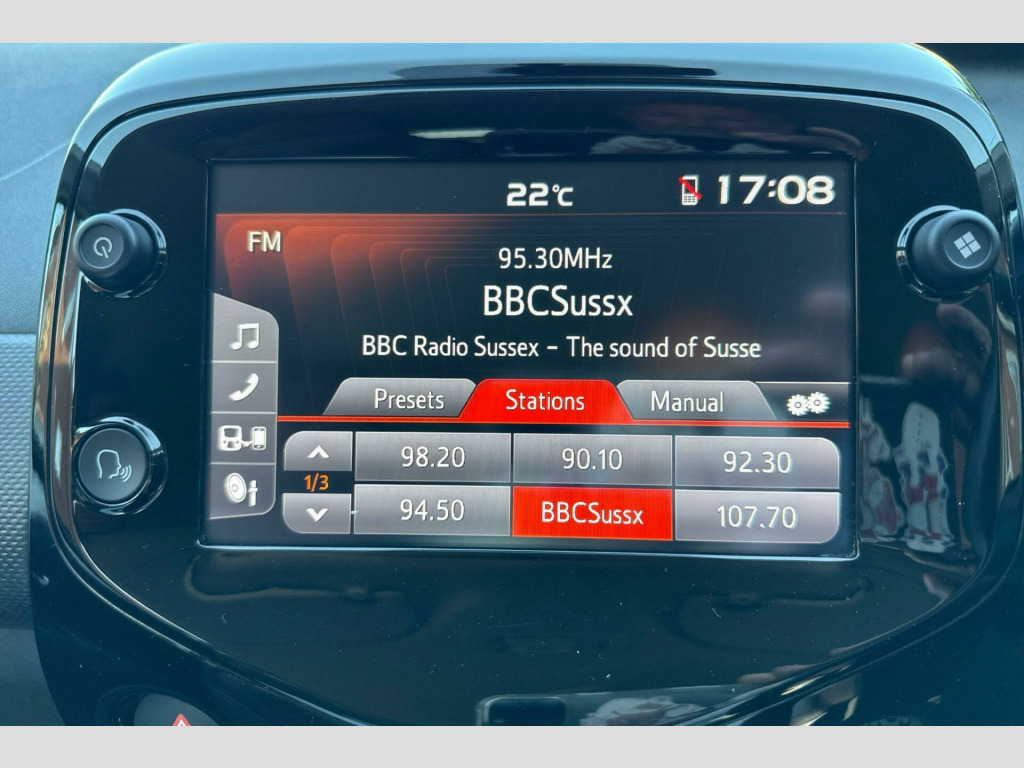 22°C 17:08
FM
95.30MHz
BBCSussx
BBC Radio Sussex - The sound of Susse
Presets Stations Manual
98.20 90.10 92.30
1/3
94.50 BBCSussx 107.70